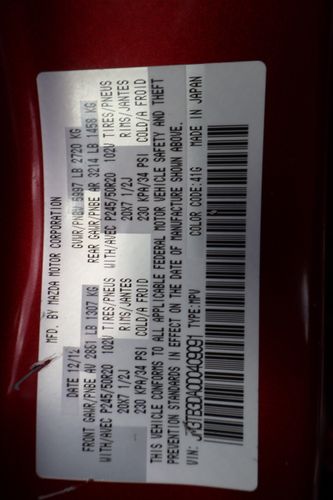 MFD. BY MAZDA MOTOR CORPORATION
DATE 12/12 GVWR/PNBV 5997 LB 2720 KG
FRONT GAWR/PNBE AV 2881 LB 1307 KG REAR GAWR/PNBE AR 3214 LB 1458 KG
WITH/AVEC P245/50R20 102V TIRES/PNEUS WITH/AVEC P245/50R20 102V TIRES/PNEUS
20X7 1/2J RIMS/JANTES 20X7 1/2J RIMS/JANTES
230 KPA/34 PSI COLD/A FROID 230 KPA/34 PSI COLD/A FROID
THIS VEHICLE CONFORMS TO ALL APPLICABLE FEDERAL MOTOR VEHICLE SAFETY AND THEFT
PREVENTION STANDARDS IN EFFECT ON THE DATE OF MANUFACTURE SHOWN ABOVE.
TYPE:MPV COLOR CODE:41G MADE IN JAPAN
VIN: